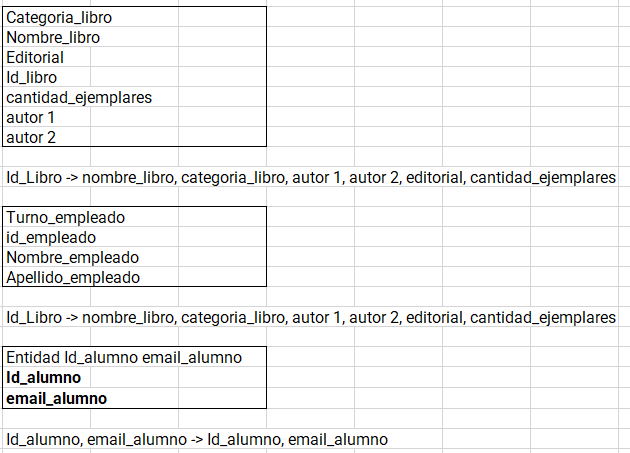 Categoria_libro
Nombre_libro
Editorial
Id_libro
cantidad_ejemplares
autor 1
autor 2
Id_Libro -> nombre_libro, categoria_libro, autor 1, autor 2, editorial, cantidad_ejemplares
Turno_empleado
id_empleado
Nombre_empleado
Apellido_empleado
Id_Libro -> nombre_libro, categoria_libro, autor 1, autor 2, editorial, cantidad_ejemplares
Entidad Id_alumno email_alumno
Id_alumno
email_alumno
Id_alumno, email_alumno -> Id_alumno, email_alumno